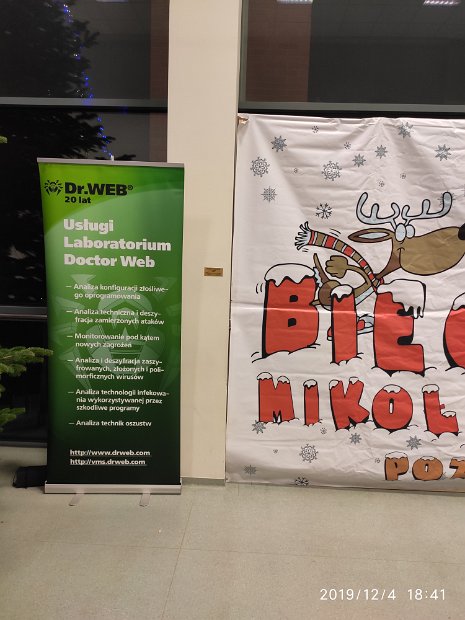 Dr.WEB®
20 lat
Usługi
Laboratorium
Doctor Web
— Analiza konfiguracji złośliwe-
go oprogramowania
— Analiza techniczna i deszy-
fracja zamierzonych ataków
— Monitorowanie pod kątem
nowych zagrożeń
— Analiza i deszyfracja zaszy-
frowanych, złożonych i poli-
morficznych wirusów
— Analiza technologii infekowa-
nia wykorzystywanej przez
szkodliwe programy
— Analiza technik oszustw
http://www.drweb.com
http://vms.drweb.com
BIEG
MIKOŁ
POZ
2019/12/4 18:41